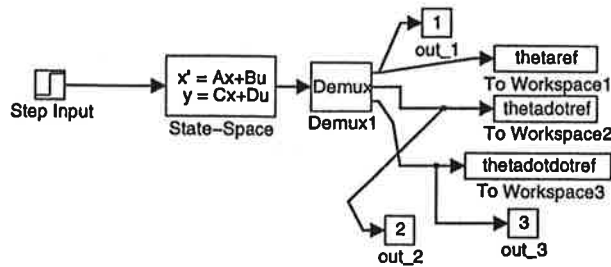 1
out_1
thetaref
To Workspace1
x' = Ax+Bu
y = Cx+Du
Demux
Step Input
State-Space
Demux1
thetadotref
To Workspace2
thetadotdotref
To Workspace3
2
out_2
3
out_3